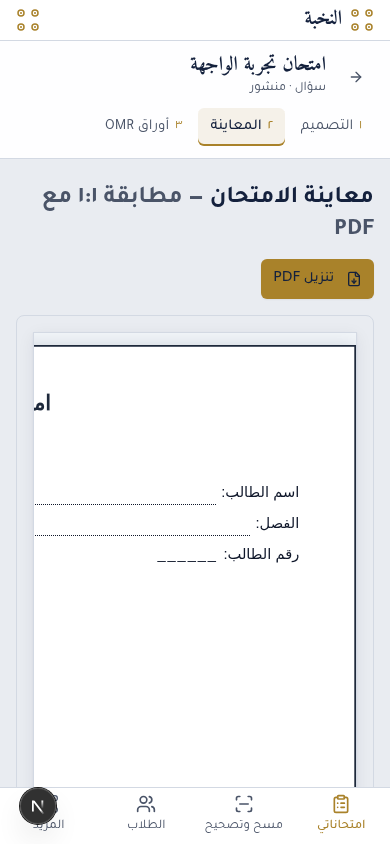 النخبة
امتحان تجربة الواجهة
سؤال · منشور
١ التصميم
٢ المعاينة
٣ أوراق OMR
معاينة الامتحان – مطابقة ١:١ مع
PDF
تنزيل PDF
ام
اسم الطالب:
الفصل:
رقم الطالب: ______
امتحاناتي
مسح وتصحيح
الطلاب
المزيد
N